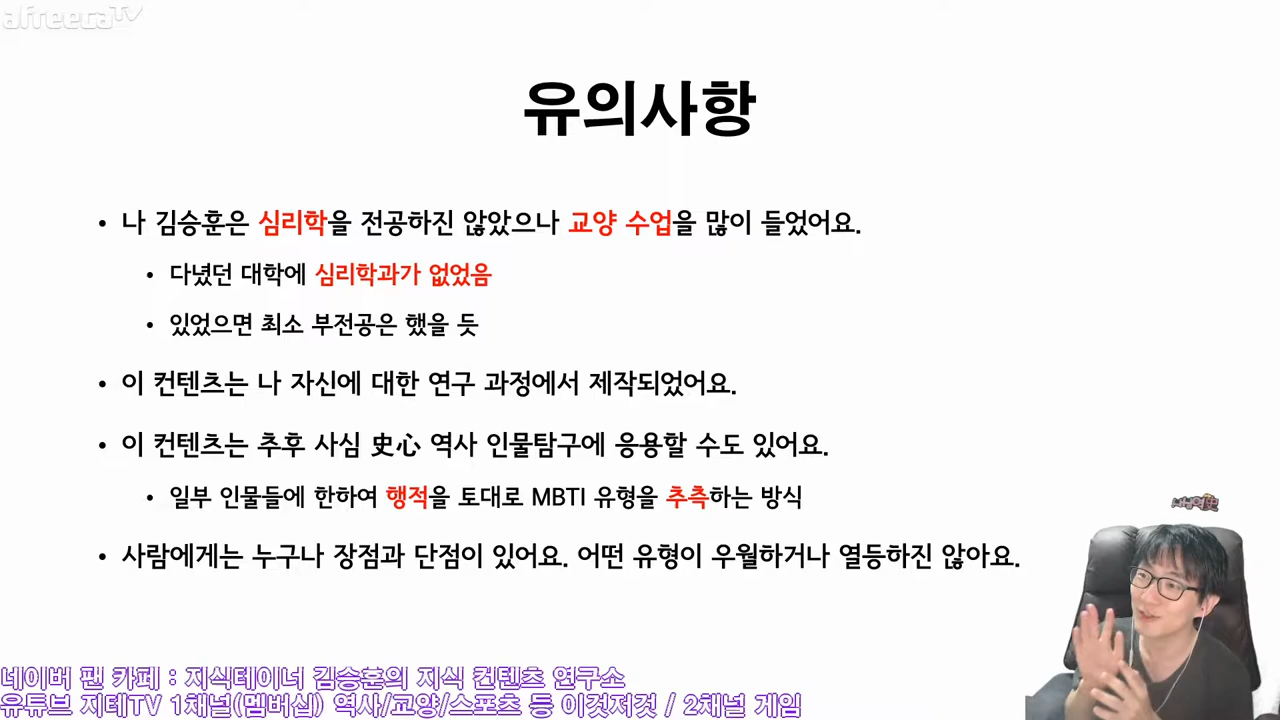 afreecaTV
유의사항
• 나 김승훈은 심리학을 전공하진 않았으나 교양 수업을 많이 들었어요.
• 다녔던 대학에 심리학과가 없었음
• 있었으면 최소 부전공은 했을 듯
• 이 컨텐츠는 나 자신에 대한 연구 과정에서 제작되었어요.
• 이 컨텐츠는 추후 사심 史心 역사 인물탐구에 응용할 수도 있어요.
• 일부 인물들에 한하여 행적을 토대로 MBTI 유형을 추측하는 방식
• 사람에게는 누구나 장점과 단점이 있어요. 어떤 유형이 우월하거나 열등하진 않아요.
네이버 팬 카페 : 지식테이너 김승훈의 지식 컨텐츠 연구소
유튜브 지테TV 1채널(멤버십) 역사/교양/스포츠 등 이것저것 / 2채널 게임